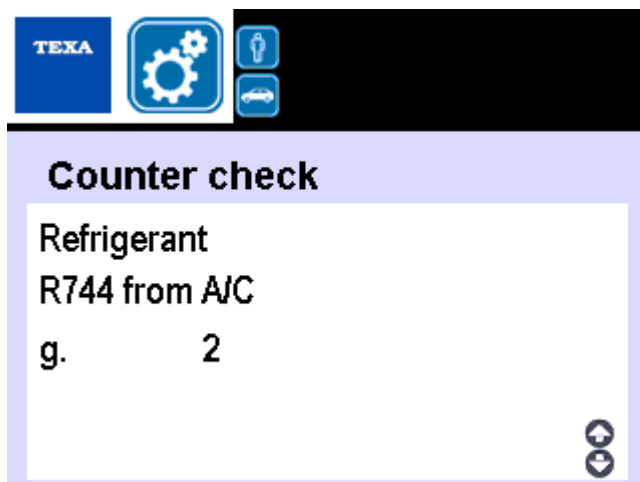 TEXA
Counter check
Refrigerant
R744 from A/C
g. 2